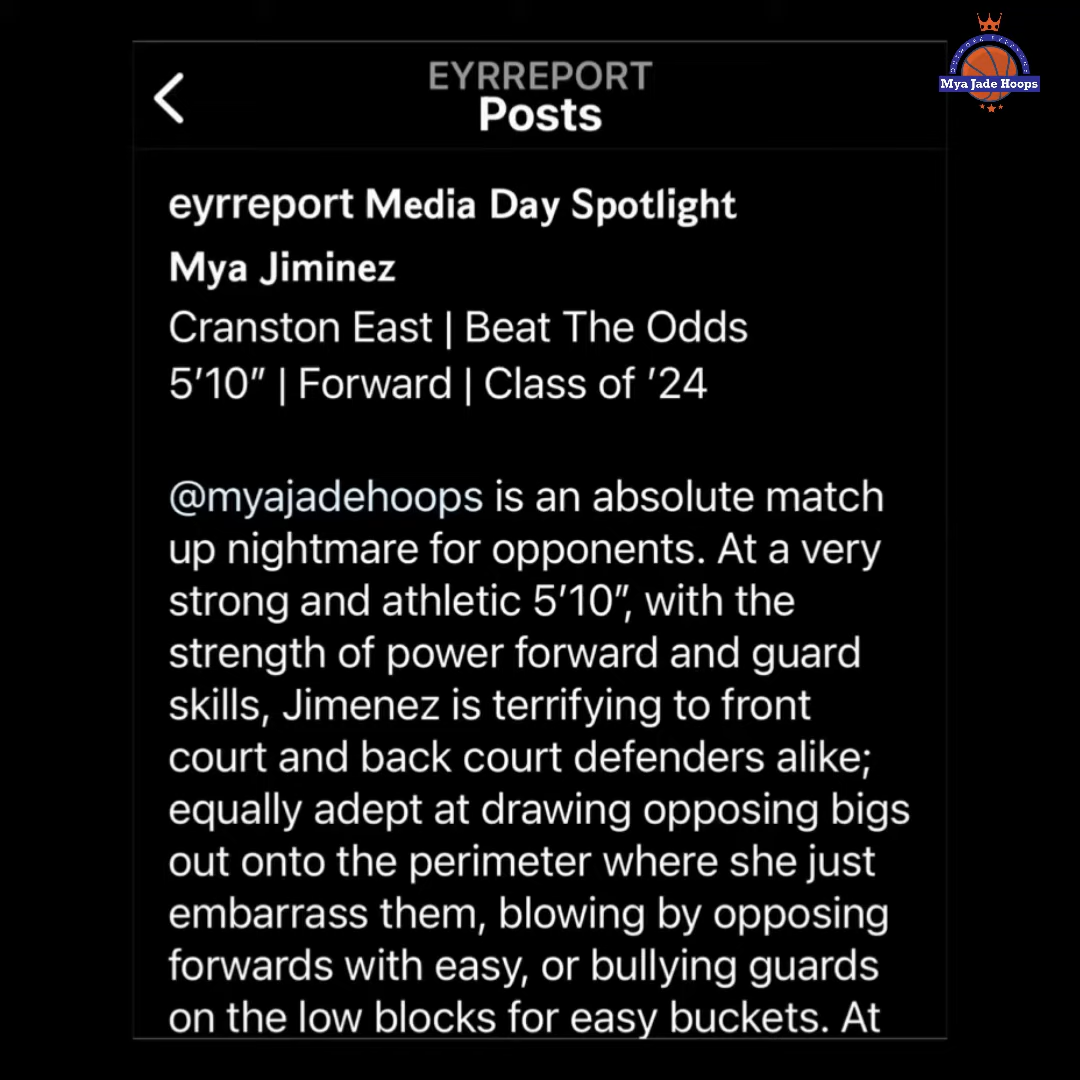 EYRREPORT
Posts
Mya Jade Hoops
eyrreport Media Day Spotlight
Mya Jiminez
Cranston East | Beat The Odds
5’10” | Forward | Class of ’24
@myajadehoops is an absolute match
up nightmare for opponents. At a very
strong and athletic 5’10”, with the
strength of power forward and guard
skills, Jimenez is terrifying to front
court and back court defenders alike;
equally adept at drawing opposing bigs
out onto the perimeter where she just
embarrass them, blowing by opposing
forwards with easy, or bullying guards
on the low blocks for easy buckets. At